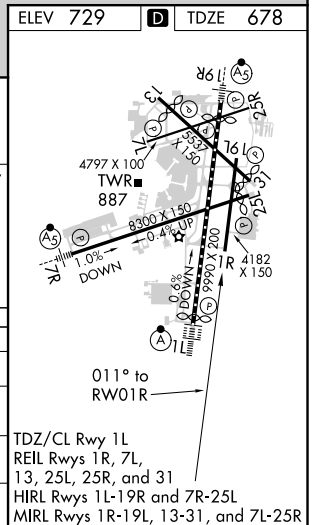 ELEV 729 D TDZE 678
A5
19R
13
P
P
25R
P
7L
5537 X 150
4797 X 100
19L
TWR
887
31
25L
P
8300 X 150
0.4% UP
A5
P
1.0%
DOWN
7R
9990 X 200
0.6%
DOWN
P
1R
4182
X 150
P
A
1L
011° to
RW01R
TDZ/CL Rwy 1L
REIL Rwys 1R, 7L,
13, 25L, 25R, and 31
HIRL Rwys 1L-19R and 7R-25L
MIRL Rwys 1R-19L, 13-31, and 7L-25R